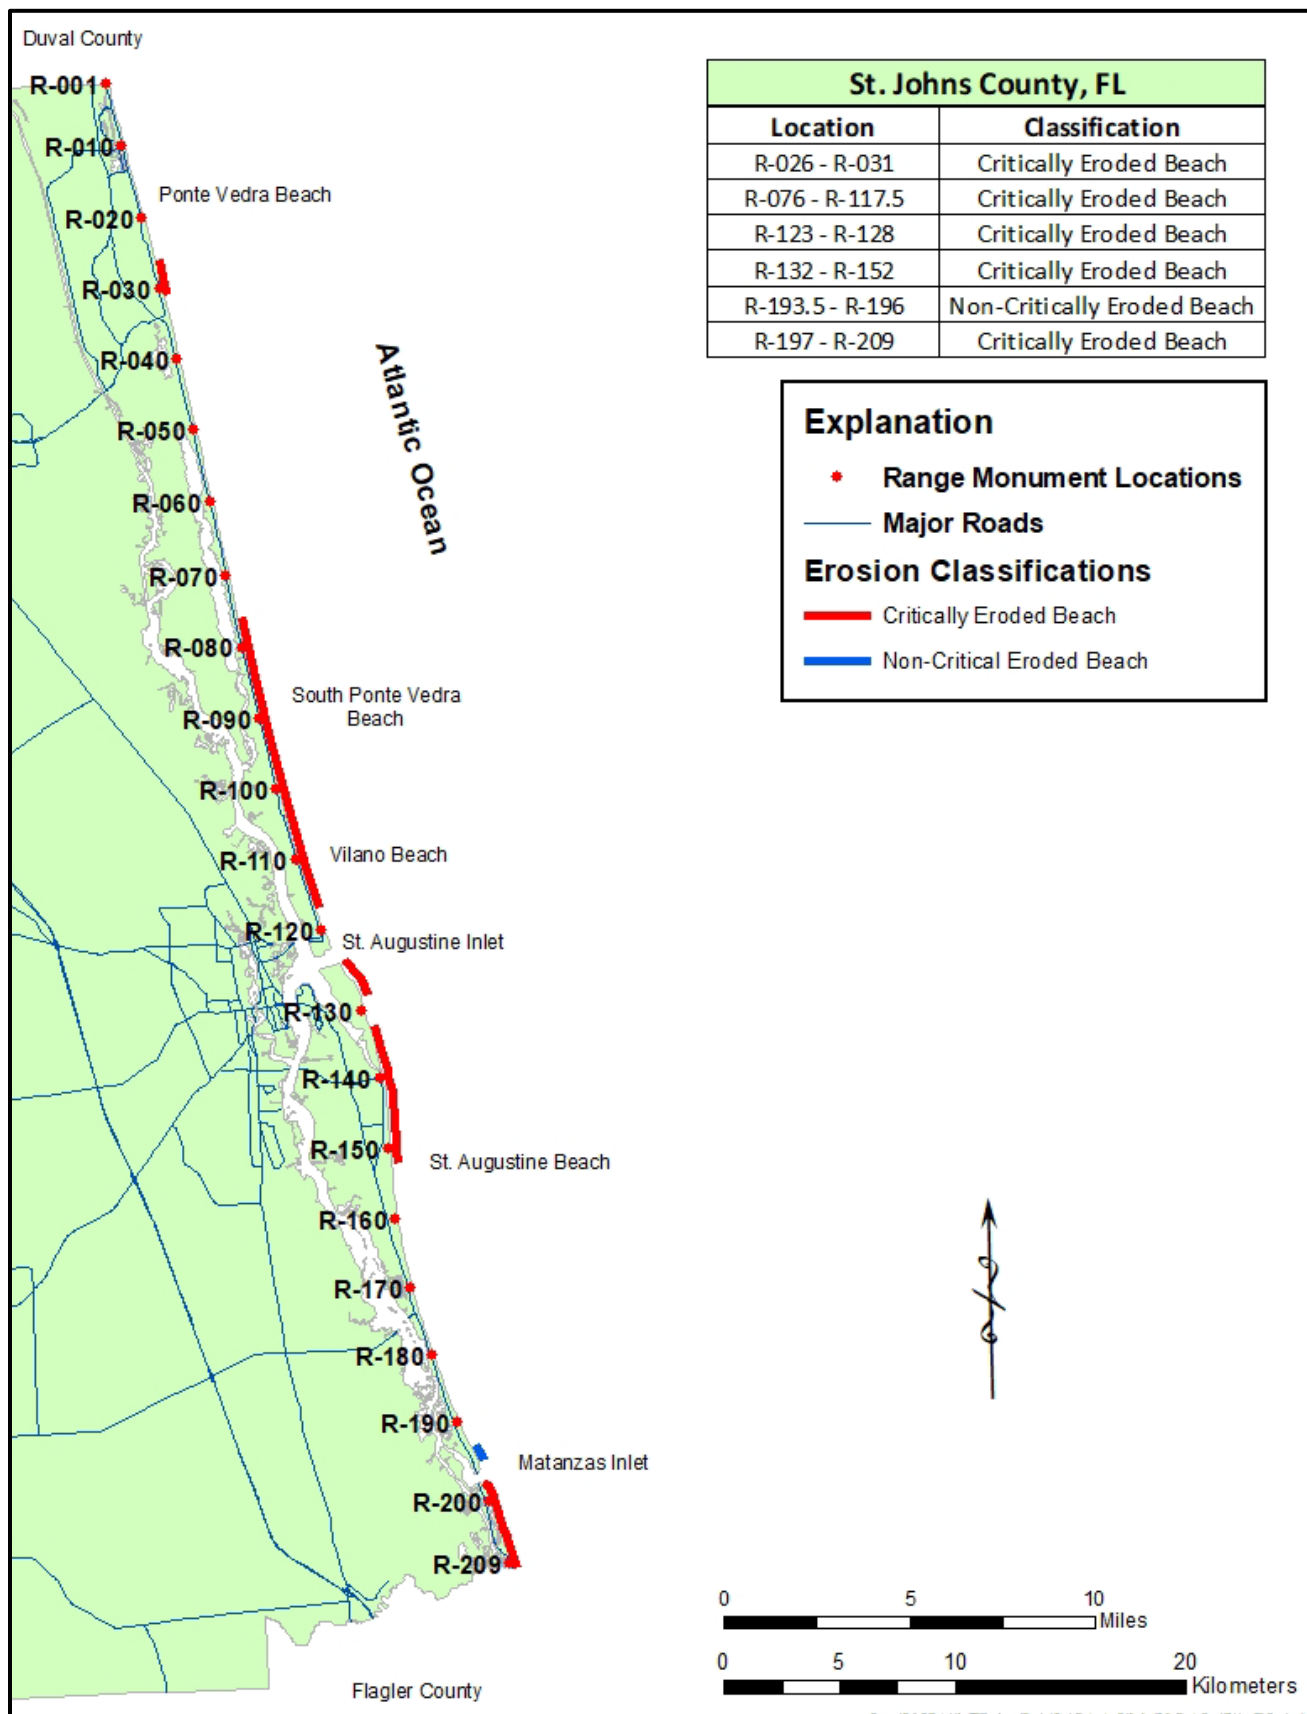 Duval County
R-001
R-010
Ponte Vedra Beach
R-020
R-030
R-040
R-050
R-060
R-070
R-080
South Ponte Vedra
Beach
R-090
R-100
R-110
Vilano Beach
R-120
St. Augustine Inlet
R-130
R-140
R-150
St. Augustine Beach
R-160
R-170
R-180
R-190
Matanzas Inlet
R-200
R-209
Flagler County
Atlantic Ocean
St. Johns County, FL
Location Classification
R-026 - R-031 Critically Eroded Beach
R-076 - R-117.5 Critically Eroded Beach
R-123 - R-128 Critically Eroded Beach
R-132 - R-152 Critically Eroded Beach
R-193.5 - R-196 Non-Critically Eroded Beach
R-197 - R-209 Critically Eroded Beach
Explanation
Range Monument Locations
Major Roads
Erosion Classifications
Critically Eroded Beach
Non-Critical Eroded Beach
0 5 10
Miles
0 5 10 20
Kilometers